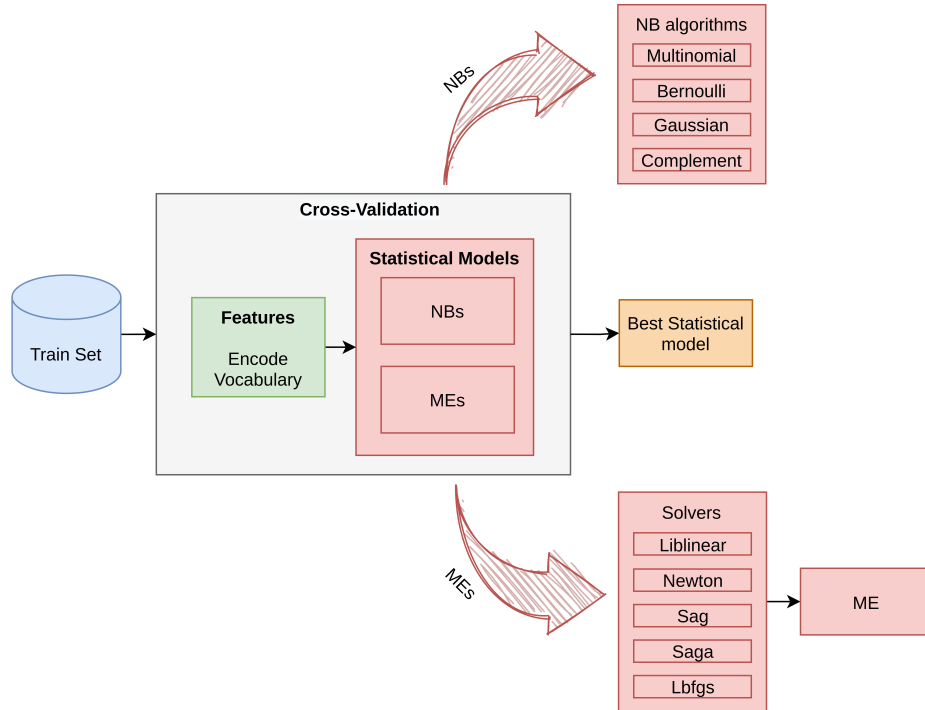 NBs
NB algorithms
Multinomial
Bernoulli
Gaussian
Complement
Cross-Validation
Train Set
Features
Encode
Vocabulary
Statistical Models
NBs
MEs
Best Statistical
model
MEs
Solvers
Liblinear
Newton
Sag
Saga
Lbfgs
ME